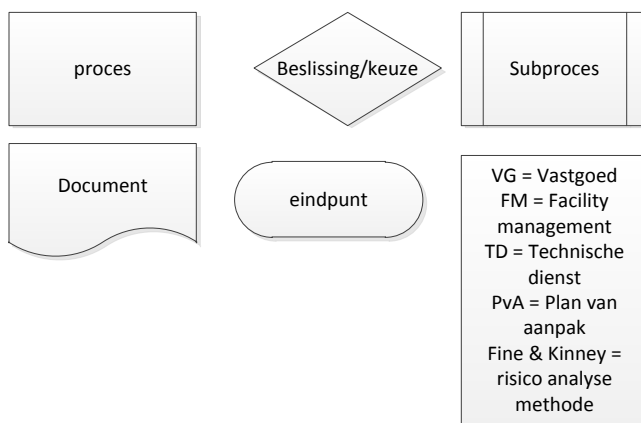 proces
Beslissing/keuze
Subproces
Document
eindpunt
VG = Vastgoed
FM = Facility
management
TD = Technische
dienst
PvA = Plan van
aanpak
Fine & Kinney =
risico analyse
methode